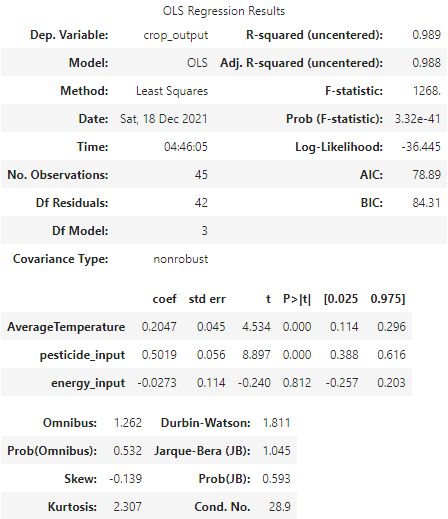 OLS Regression Results
Dep. Variable: crop_output R-squared (uncentered): 0.989
Model: OLS Adj. R-squared (uncentered): 0.988
Method: Least Squares F-statistic: 1268.
Date: Sat, 18 Dec 2021 Prob (F-statistic): 3.32e-41
Time: 04:46:05 Log-Likelihood: -36.445
No. Observations: 45 AIC: 78.89
Df Residuals: 42 BIC: 84.31
Df Model: 3
Covariance Type: nonrobust
coef std err t P>|t| [0.025 0.975]
AverageTemperature 0.2047 0.045 4.534 0.000 0.114 0.296
pesticide_input 0.5019 0.056 8.897 0.000 0.388 0.616
energy_input -0.0273 0.114 -0.240 0.812 -0.257 0.203
Omnibus: 1.262 Durbin-Watson: 1.811
Prob(Omnibus): 0.532 Jarque-Bera (JB): 1.045
Skew: -0.139 Prob(JB): 0.593
Kurtosis: 2.307 Cond. No. 28.9